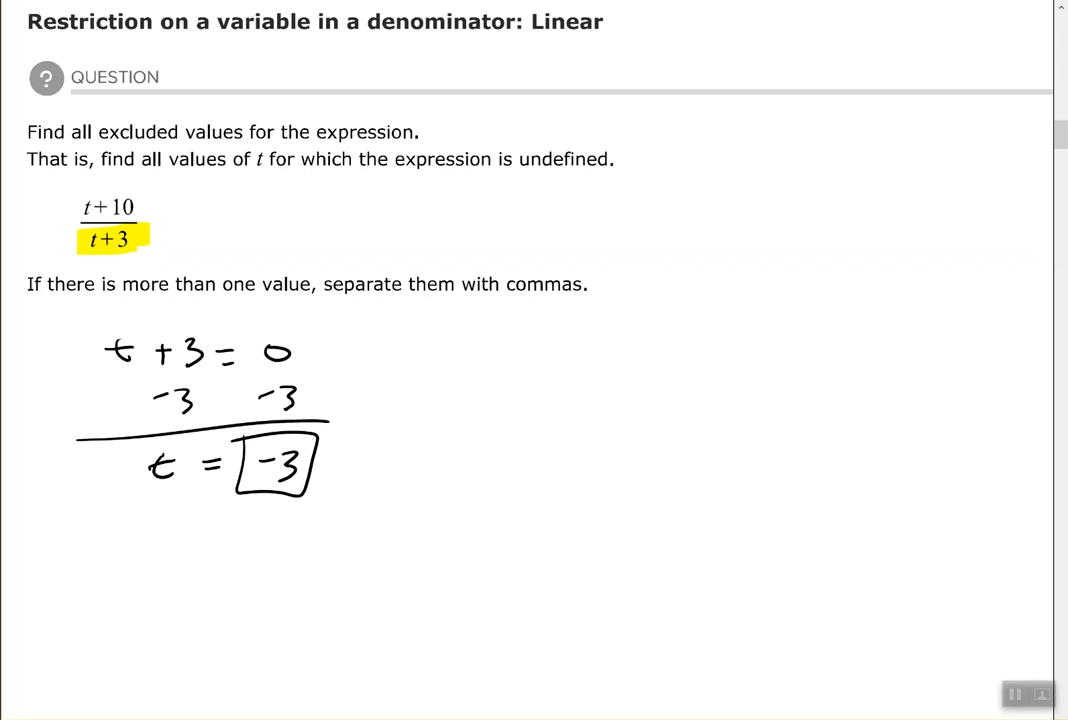 Restriction on a variable in a denominator: Linear
? QUESTION
Find all excluded values for the expression.
That is, find all values of t for which the expression is undefined.
t + 10
t + 3
If there is more than one value, separate them with commas.
t + 3 = 0
-3 -3
t = -3